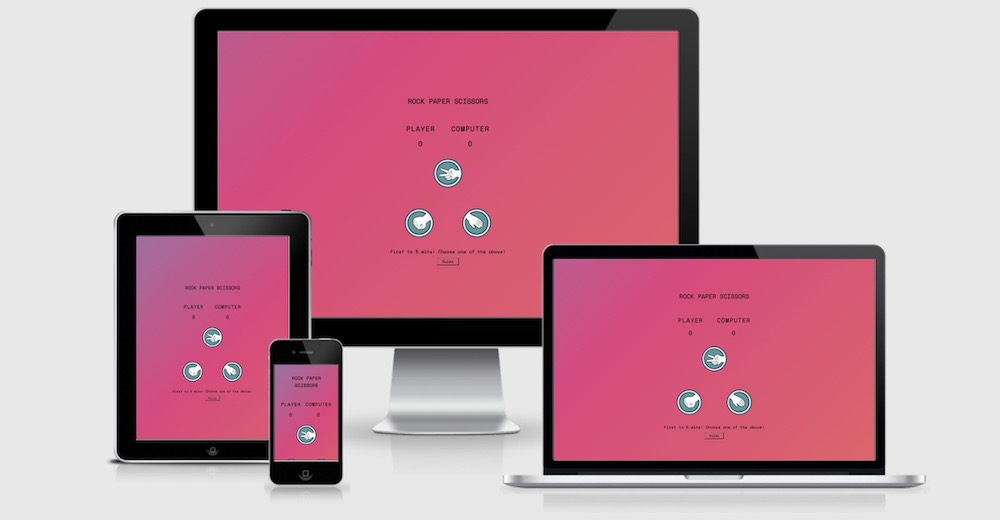 ROCK PAPER SCISSORS
PLAYER COMPUTER
0 0
First to 5 wins! Choose one of the above!
Rules
ROCK PAPER SCISSORS
PLAYER COMPUTER
0 0
First to 5 wins! Choose one of the above!
Rules
ROCK PAPER
SCISSORS
PLAYER COMPUTER
0 0
ROCK PAPER SCISSORS
PLAYER COMPUTER
0 0
First to 5 wins! Choose one of the above!
Rules